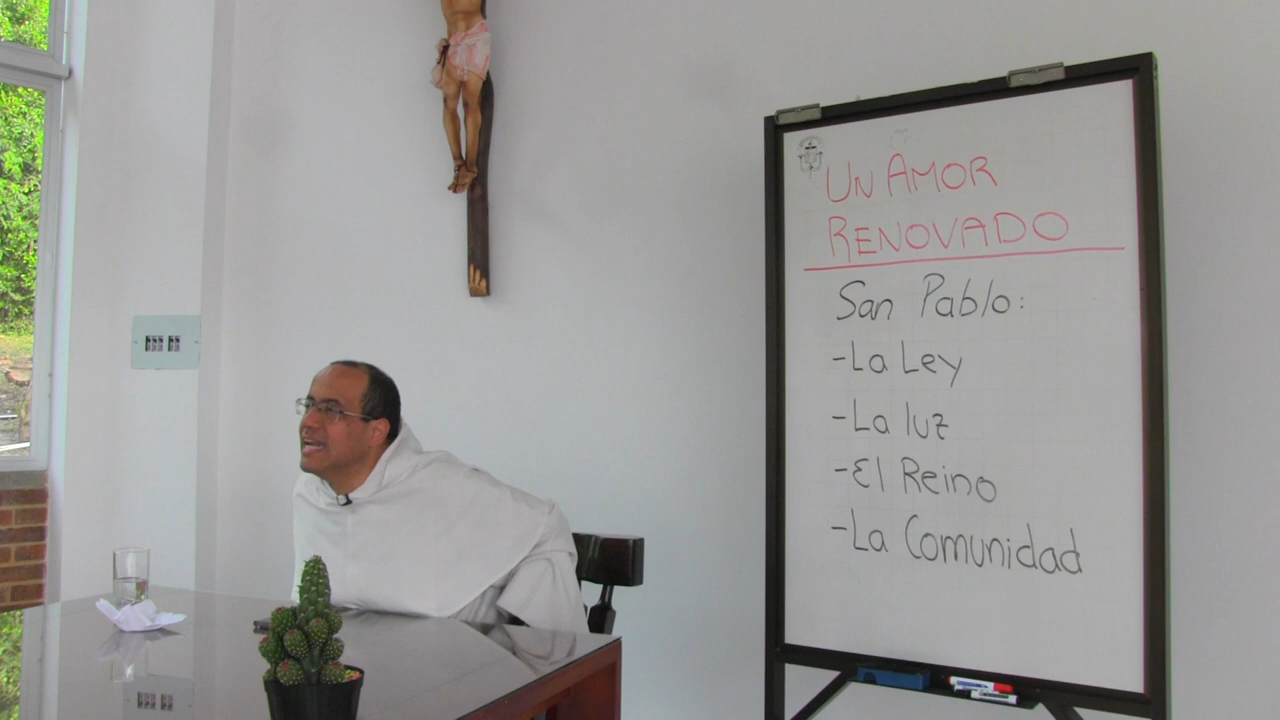 UN AMOR
RENOVADO
San Pablo:
-La Ley
-La luz
-El Reino
-La Comunidad